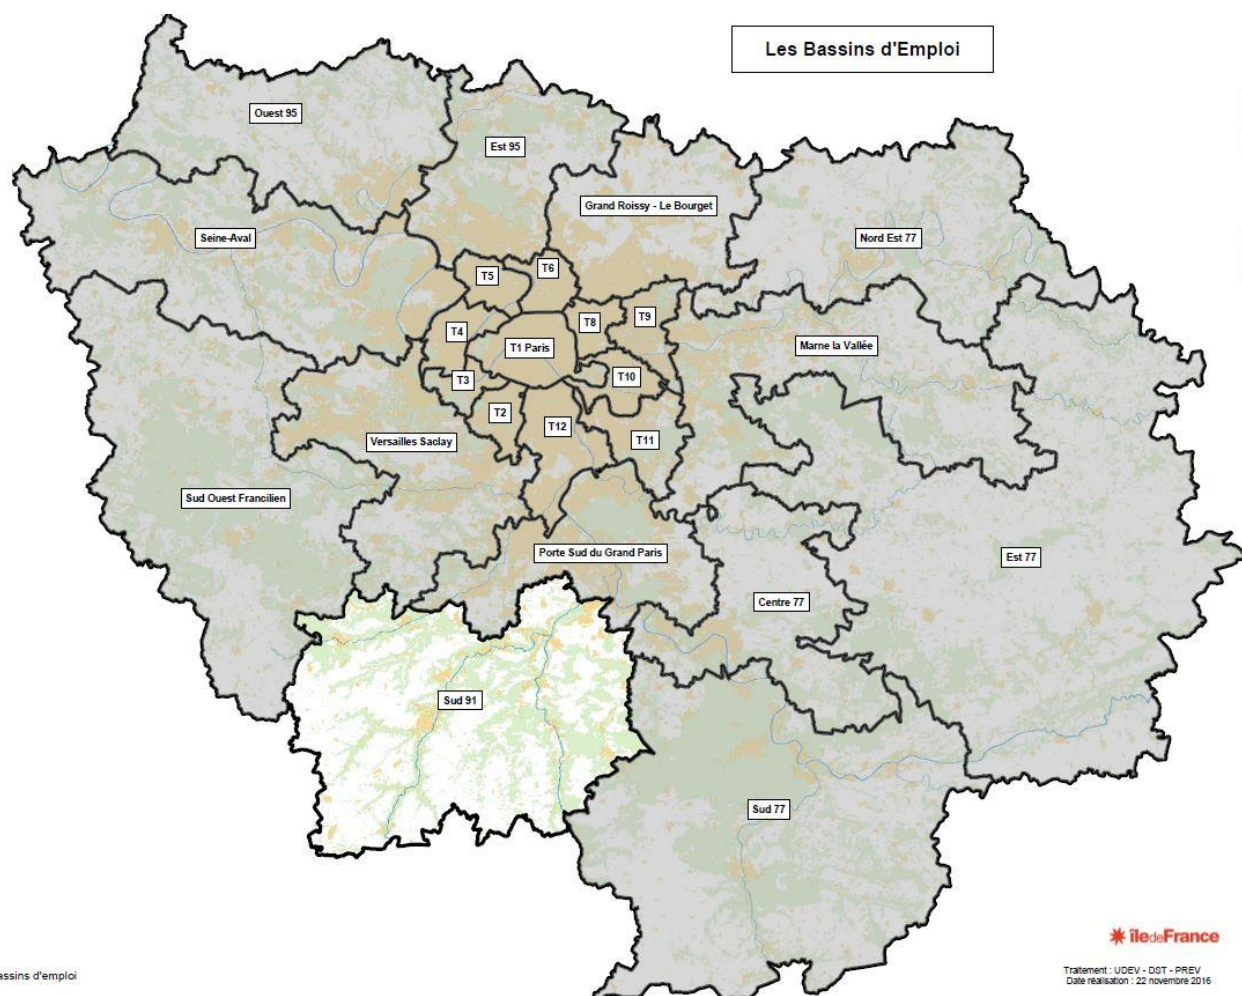 Les Bassins d'Emploi
Ouest 95
Est 95
Grand Roissy - Le Bourget
Seine-Aval
Nord Est 77
T6
T5
T8
T9
T4
T1 Paris
Marne la Vallée
T3
T10
T2
T12
Versailles Saclay
T11
Sud Ouest Francilien
Porte Sud du Grand Paris
Est 77
Centre 77
Sud 91
Sud 77
île de France
assins d'emploi
Traitement : UDEV - DST - PREV
Date réalisation : 22 novembre 2016